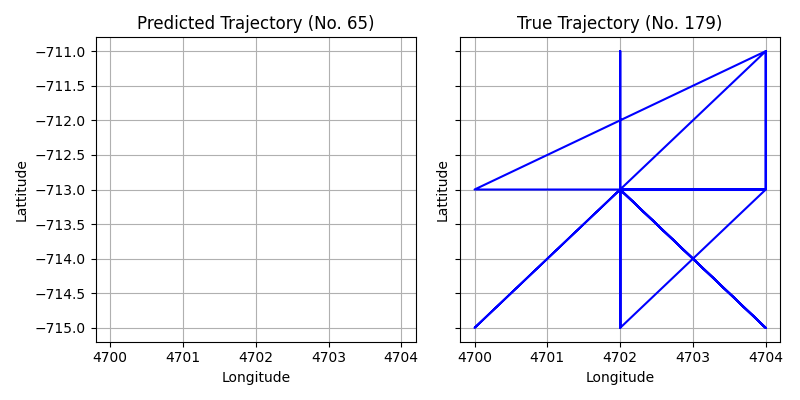 Predicted Trajectory (No. 65)
True Trajectory (No. 179)
−711.0
−711.5
−712.0
−712.5
−713.0
−713.5
−714.0
−714.5
−715.0
Lattitude
Lattitude
4700 4701 4702 4703 4704
4700 4701 4702 4703 4704
Longitude
Longitude